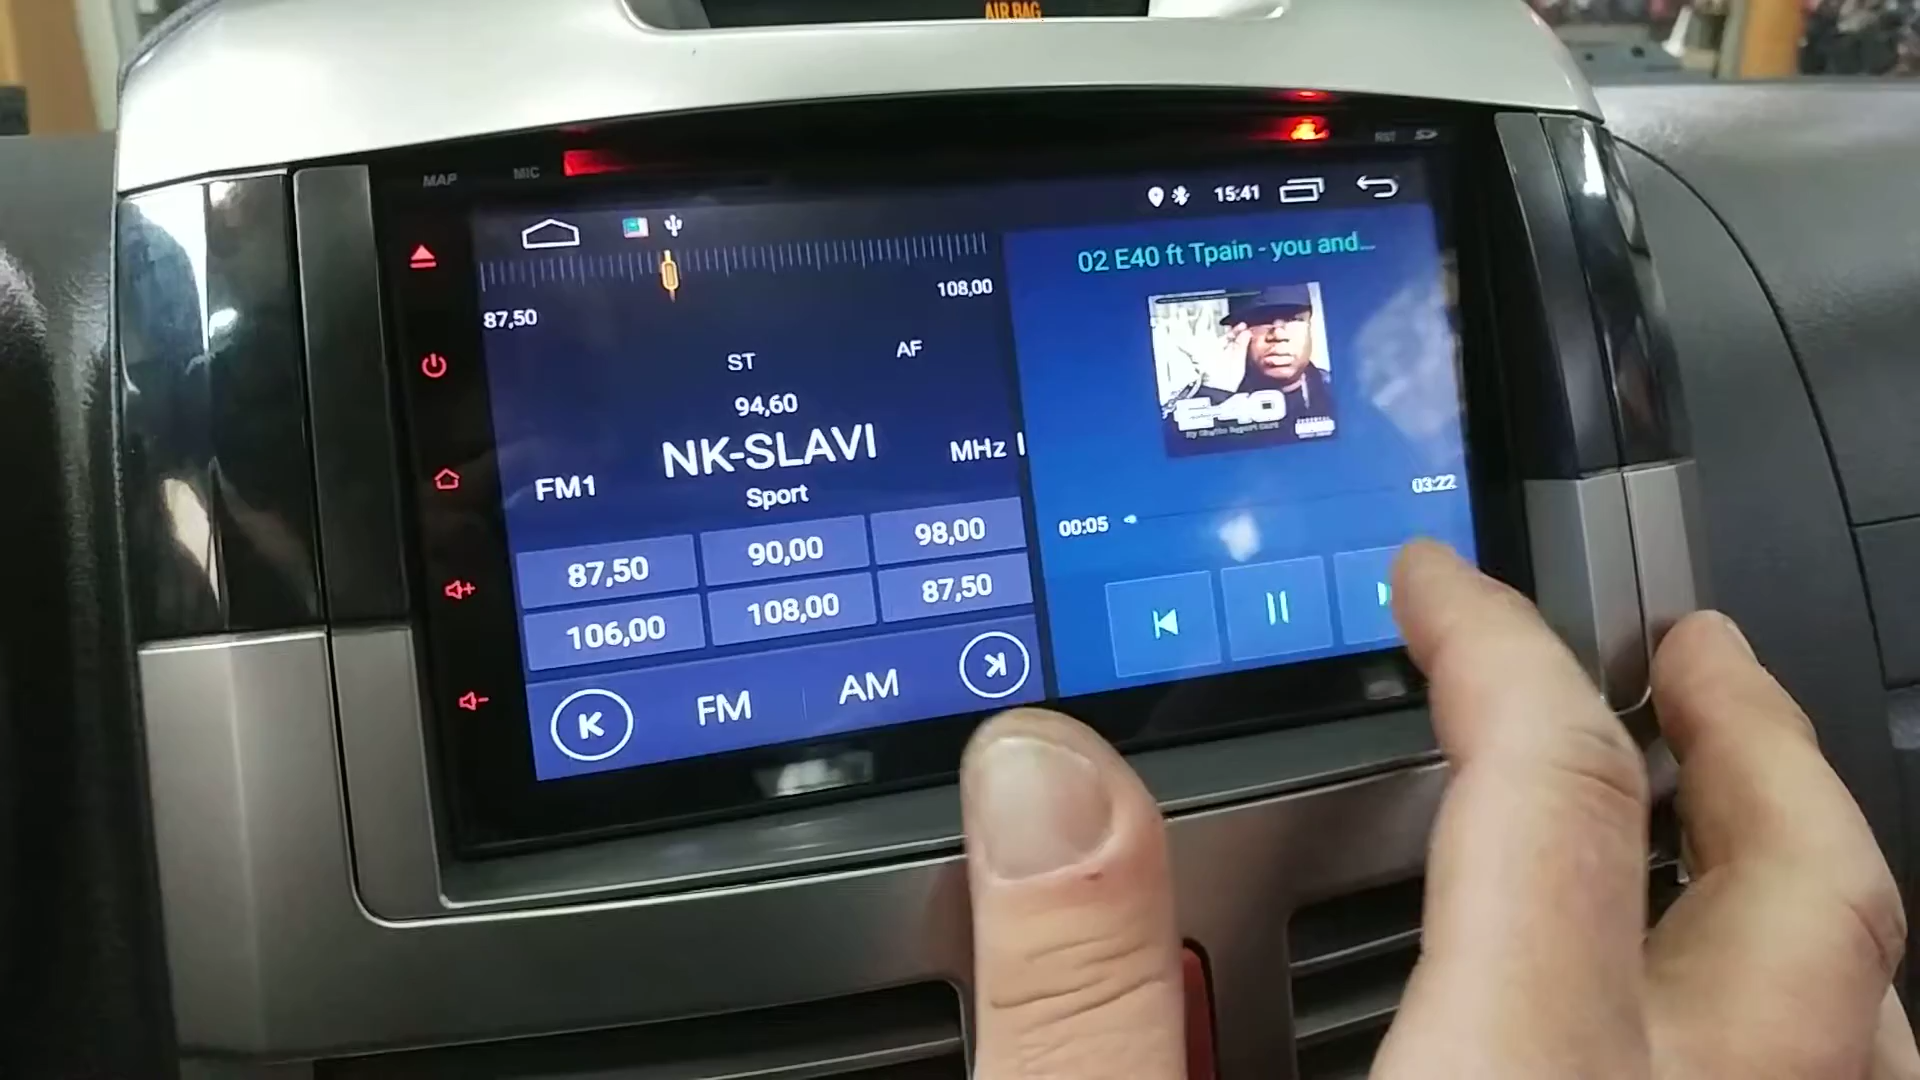 AIR BAG
MAP
MIC
RST
15:41
87,50
108,00
ST
AF
94,60
NK-SLAVI
FM1
MHz
Sport
87,50
90,00
98,00
106,00
108,00
87,50
FM
AM
02 E40 ft Tpain - you and...
E-40
00:05
03:22